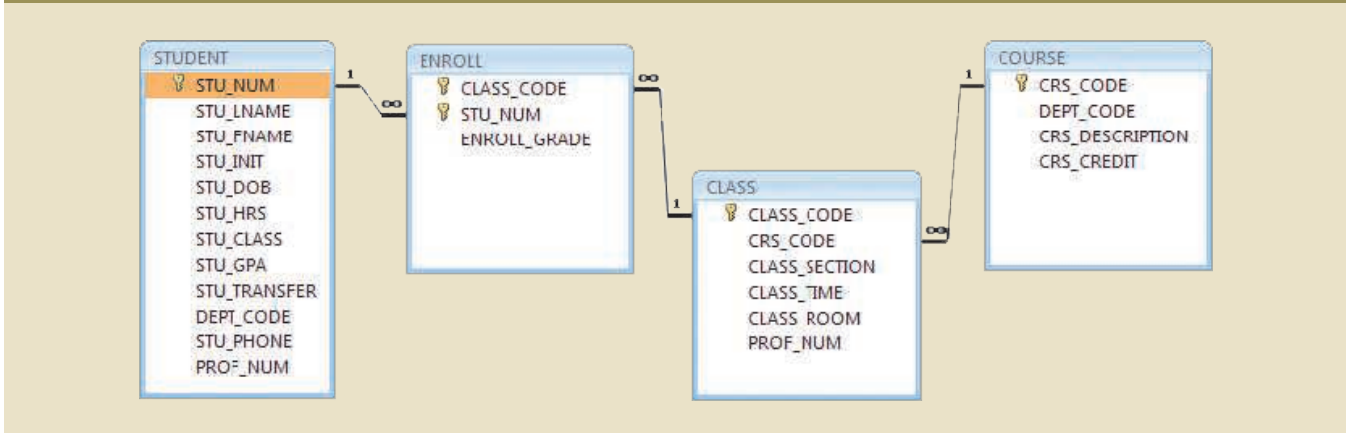 STUDENT
STU_NUM
STU_LNAME
STU_FNAME
STU_INIT
STU_DOB
STU_HRS
STU_CLASS
STU_GPA
STU_TRANSFER
DEPT_CODE
STU_PHONE
PROF_NUM
1
∞
ENROLL
CLASS_CODE
STU_NUM
ENROLL_GRADE
∞
1
CLASS
CLASS_CODE
CRS_CODE
CLASS_SECTION
CLASS_TIME
CLASS_ROOM
PROF_NUM
∞
1
COURSE
CRS_CODE
DEPT_CODE
CRS_DESCRIPTION
CRS_CREDIT